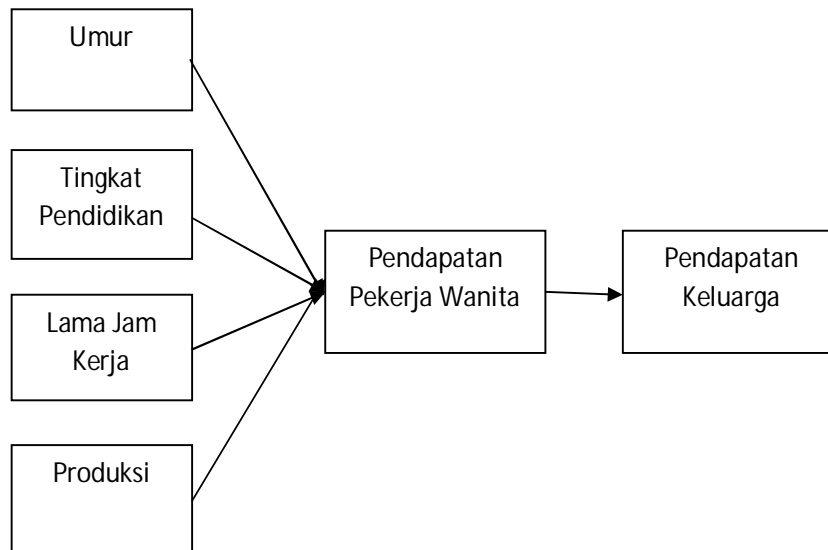 Umur
Tingkat
Pendidikan
Lama Jam
Kerja
Produksi
Pendapatan
Pekerja Wanita
Pendapatan
Keluarga